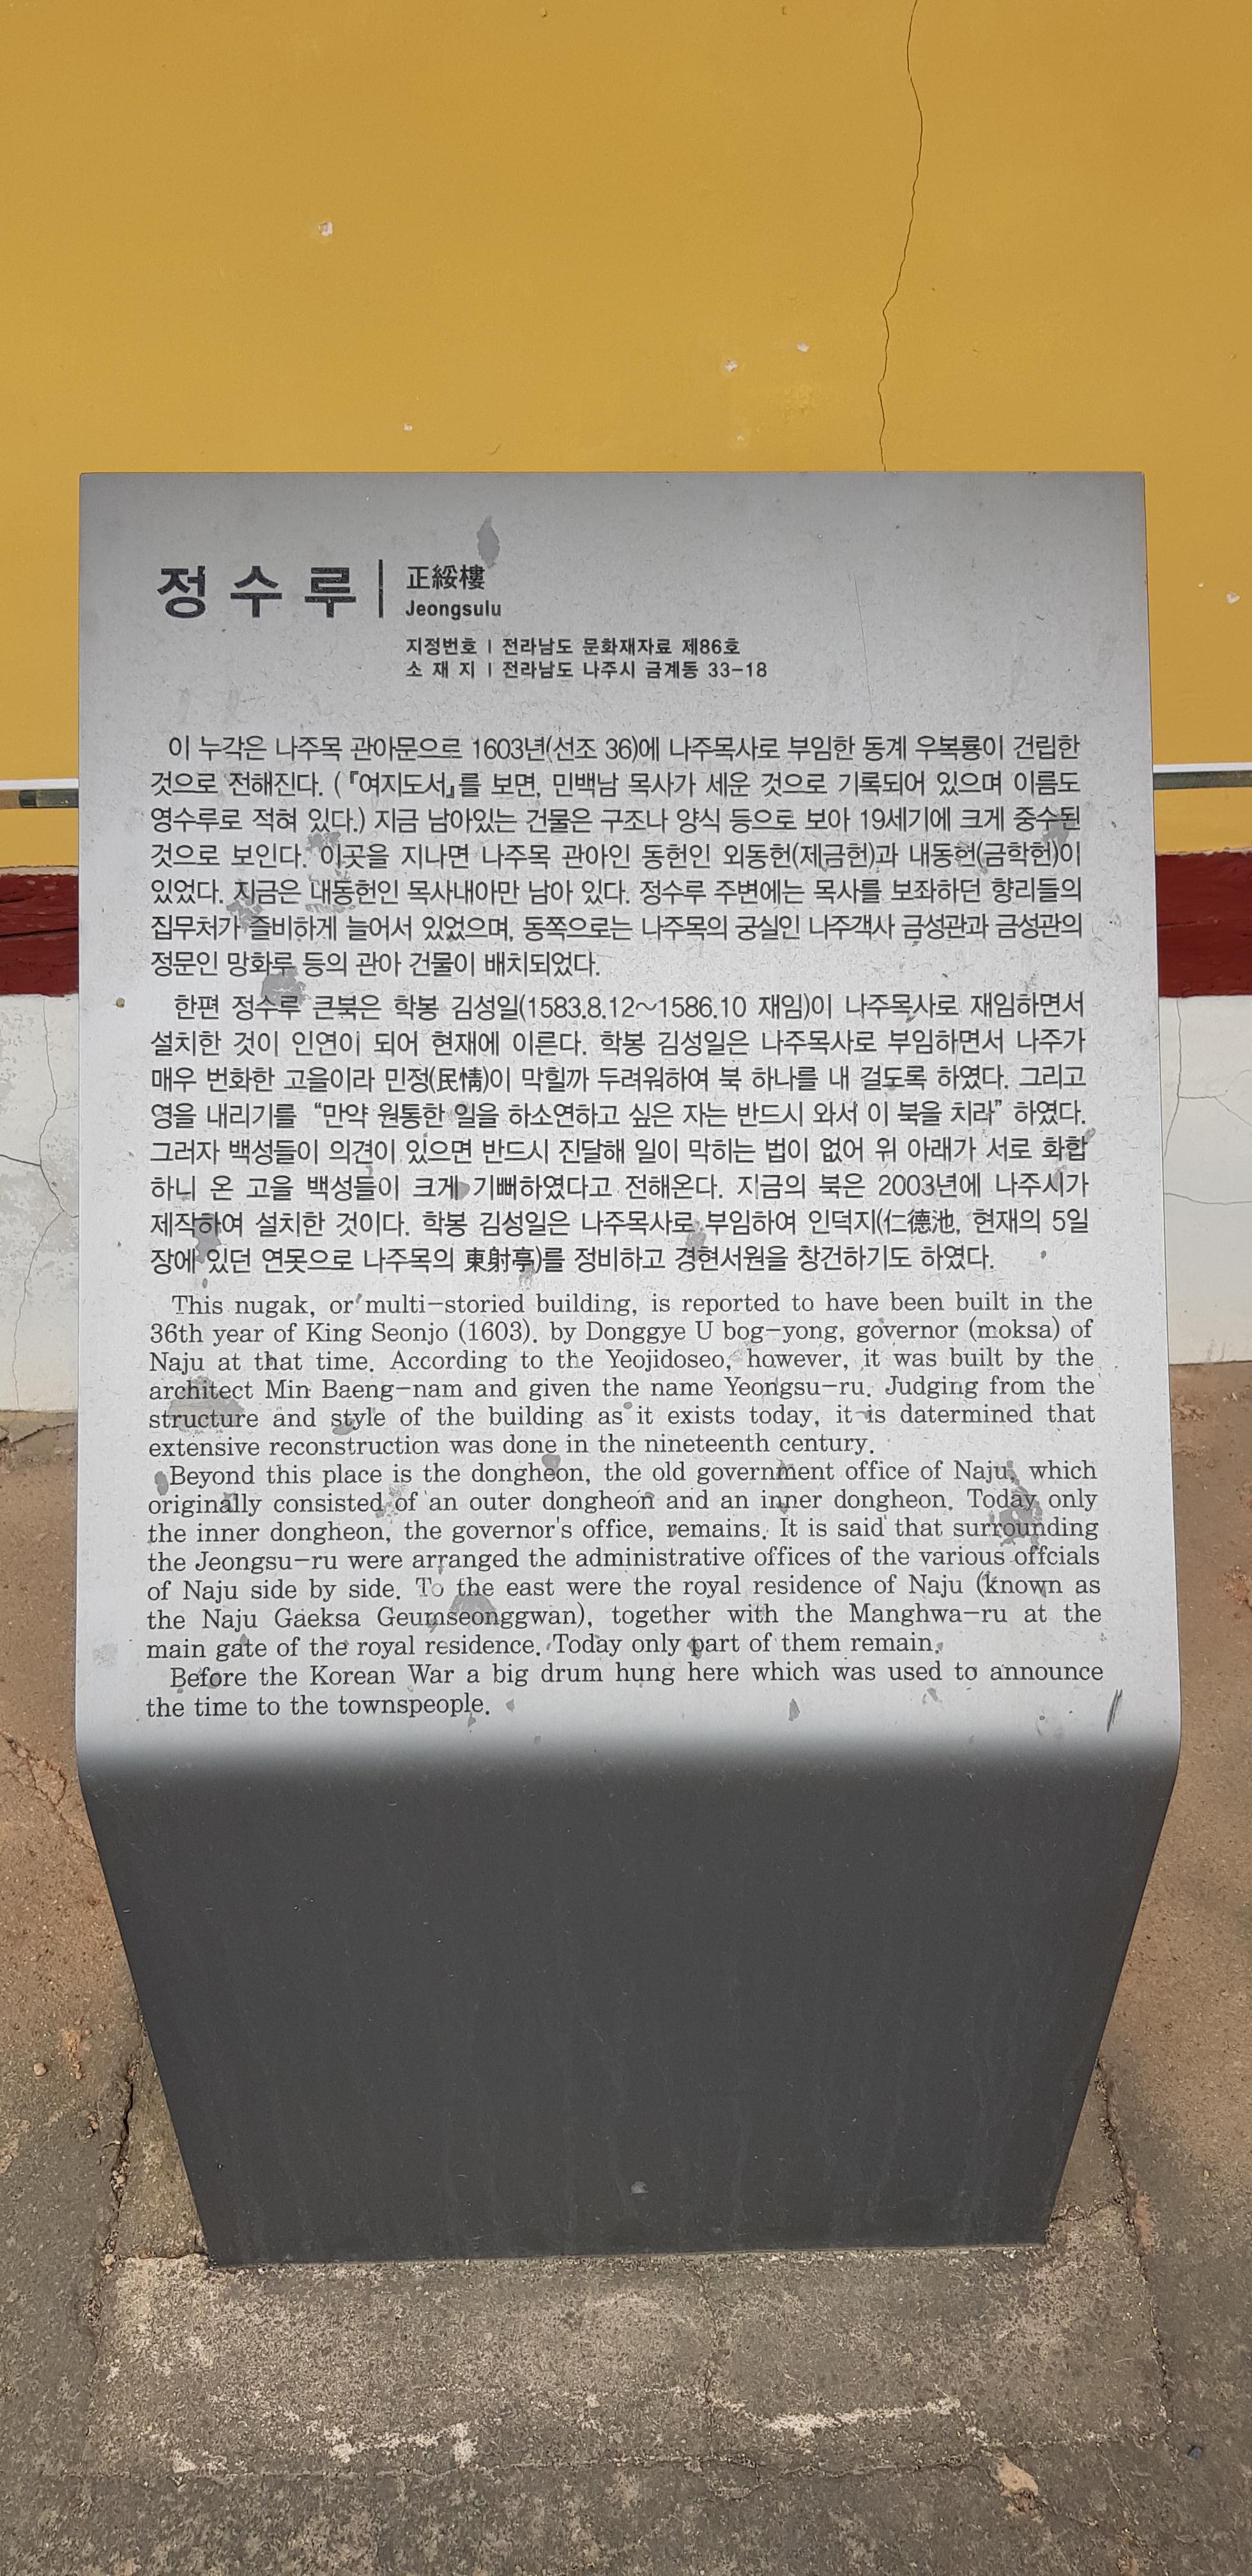 정수루
正綏樓
Jeongsulu
지정번호 | 전라남도 문화재자료 제86호
소 재 지 | 전라남도 나주시 금계동 33-18
이 누각은 나주목 관아문으로 1603년(선조 36)에 나주목사로 부임한 동계 우복룡이 건립한
것으로 전해진다. (『여지도서』를 보면, 민백남 목사가 세운 것으로 기록되어 있으며 이름도
영수루로 적혀 있다.) 지금 남아있는 건물은 구조나 양식 등으로 보아 19세기에 크게 중수된
것으로 보인다. 이곳을 지나면 나주목 관아인 동헌인 외동헌(제금헌)과 내동헌(금학헌)이
있었다. 지금은 내동헌인 목사내아만 남아 있다. 정수루 주변에는 목사를 보좌하던 향리들의
집무처가 즐비하게 늘어서 있었으며, 동쪽으로는 나주목의 궁실인 나주객사 금성관과 금성관의
정문인 망화루 등의 관아 건물이 배치되었다.
한편 정수루 큰북은 학봉 김성일(1583.8.12~1586.10 재임)이 나주목사로 재임하면서
설치한 것이 인연이 되어 현재에 이른다. 학봉 김성일은 나주목사로 부임하면서 나주가
매우 번화한 고을이라 민정(民情)이 막힐까 두려워하여 북 하나를 내 걸도록 하였다. 그리고
영을 내리기를 “만약 원통한 일을 하소연하고 싶은 자는 반드시 와서 이 북을 치라” 하였다.
그러자 백성들이 의견이 있으면 반드시 진달해 일이 막히는 법이 없어 위 아래가 서로 화합
하니 온 고을 백성들이 크게 기뻐하였다고 전해온다. 지금의 북은 2003년에 나주시가
제작하여 설치한 것이다. 학봉 김성일은 나주목사로 부임하여 인덕지(仁德池, 현재의 5일
장에 있던 연못으로 나주목의 東射亭)를 정비하고 경현서원을 창건하기도 하였다.
This nugak, or multi-storied building, is reported to have been built in the
36th year of King Seonjo (1603). by Donggye U bog-yong, governor (moksa) of
Naju at that time. According to the Yeojidoseo, however, it was built by the
architect Min Baeng-nam and given the name Yeongsu-ru. Judging from the
structure and style of the building as it exists today, it is datermined that
extensive reconstruction was done in the nineteenth century.
Beyond this place is the dongheon, the old government office of Naju, which
originally consisted of an outer dongheon and an inner dongheon. Today only
the inner dongheon, the governor's office, remains. It is said that surrounding
the Jeongsu-ru were arranged the administrative offices of the various offcials
of Naju side by side. To the east were the royal residence of Naju (known as
the Naju Gaeksa Geumseonggwan), together with the Manghwa-ru at the
main gate of the royal residence. Today only part of them remain.
Before the Korean War a big drum hung here which was used to announce
the time to the townspeople.